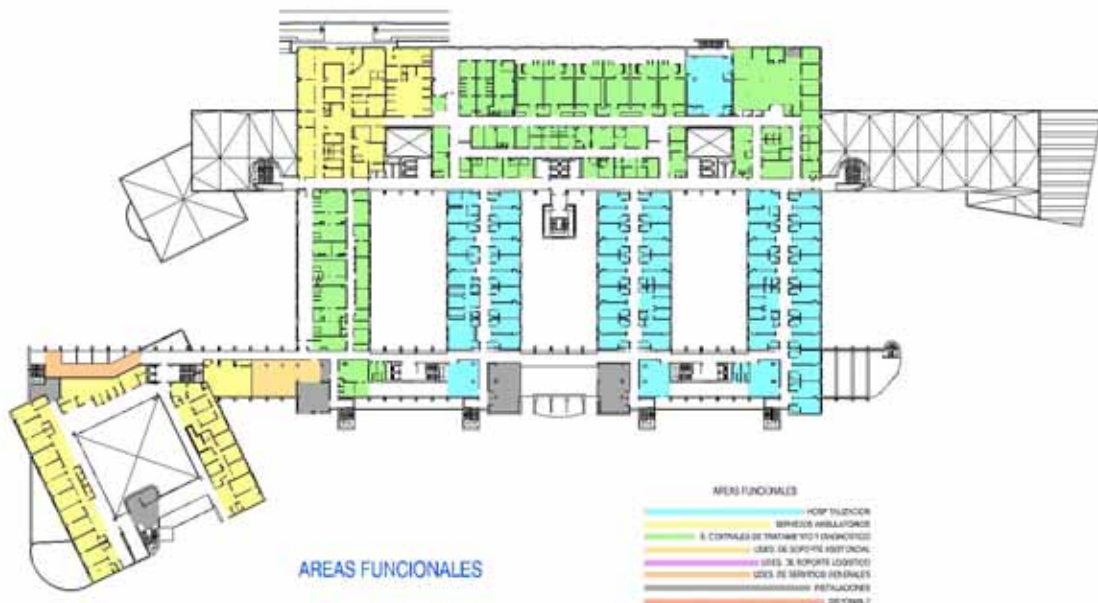 AREAS FUNCIONALES
HOSPITALIZACION
SERVICIOS AMBULATORIOS
S. CENTRALES DE TRATAMIENTO Y DIAGNOSTICO
UDES. DE SOPORTE ASISTENCIAL
UDES. DE SOPORTE LOGISTICO
UDES. DE SERVICIOS GENERALES
INSTALACIONES
DISPONIBLE
AREAS FUNCIONALES